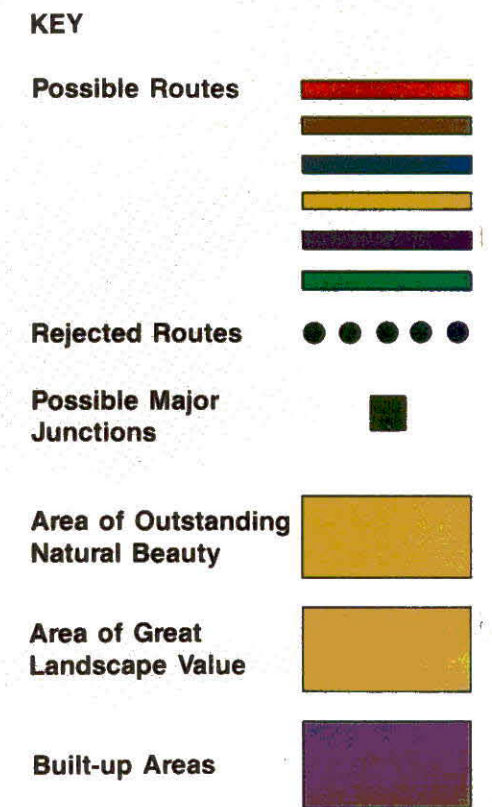 KEY
Possible Routes
Rejected Routes
Possible Major
Junctions
Area of Outstanding
Natural Beauty
Area of Great
Landscape Value
Built-up Areas